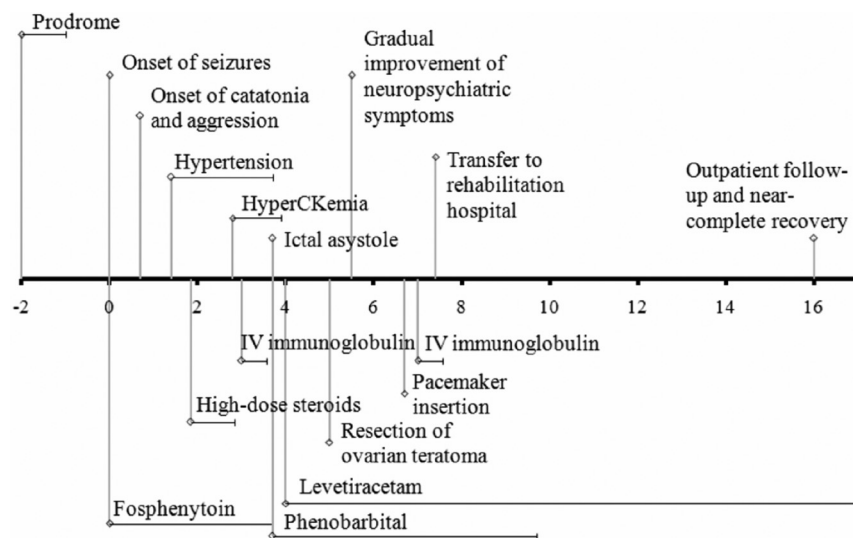 Prodrome
Onset of seizures
Onset of catatonia
and aggression
Hypertension
HyperCKemia
Ictal asystole
Gradual
improvement of
neuropsychiatric
symptoms
Transfer to
rehabilitation
hospital
Outpatient follow-
up and near-
complete recovery
-2 0 2 4 6 8 10 12 14 16
IV immunoglobulin
IV immunoglobulin
High-dose steroids
Pacemaker
insertion
Resection of
ovarian teratoma
Levetiracetam
Fosphenytoin
Phenobarbital